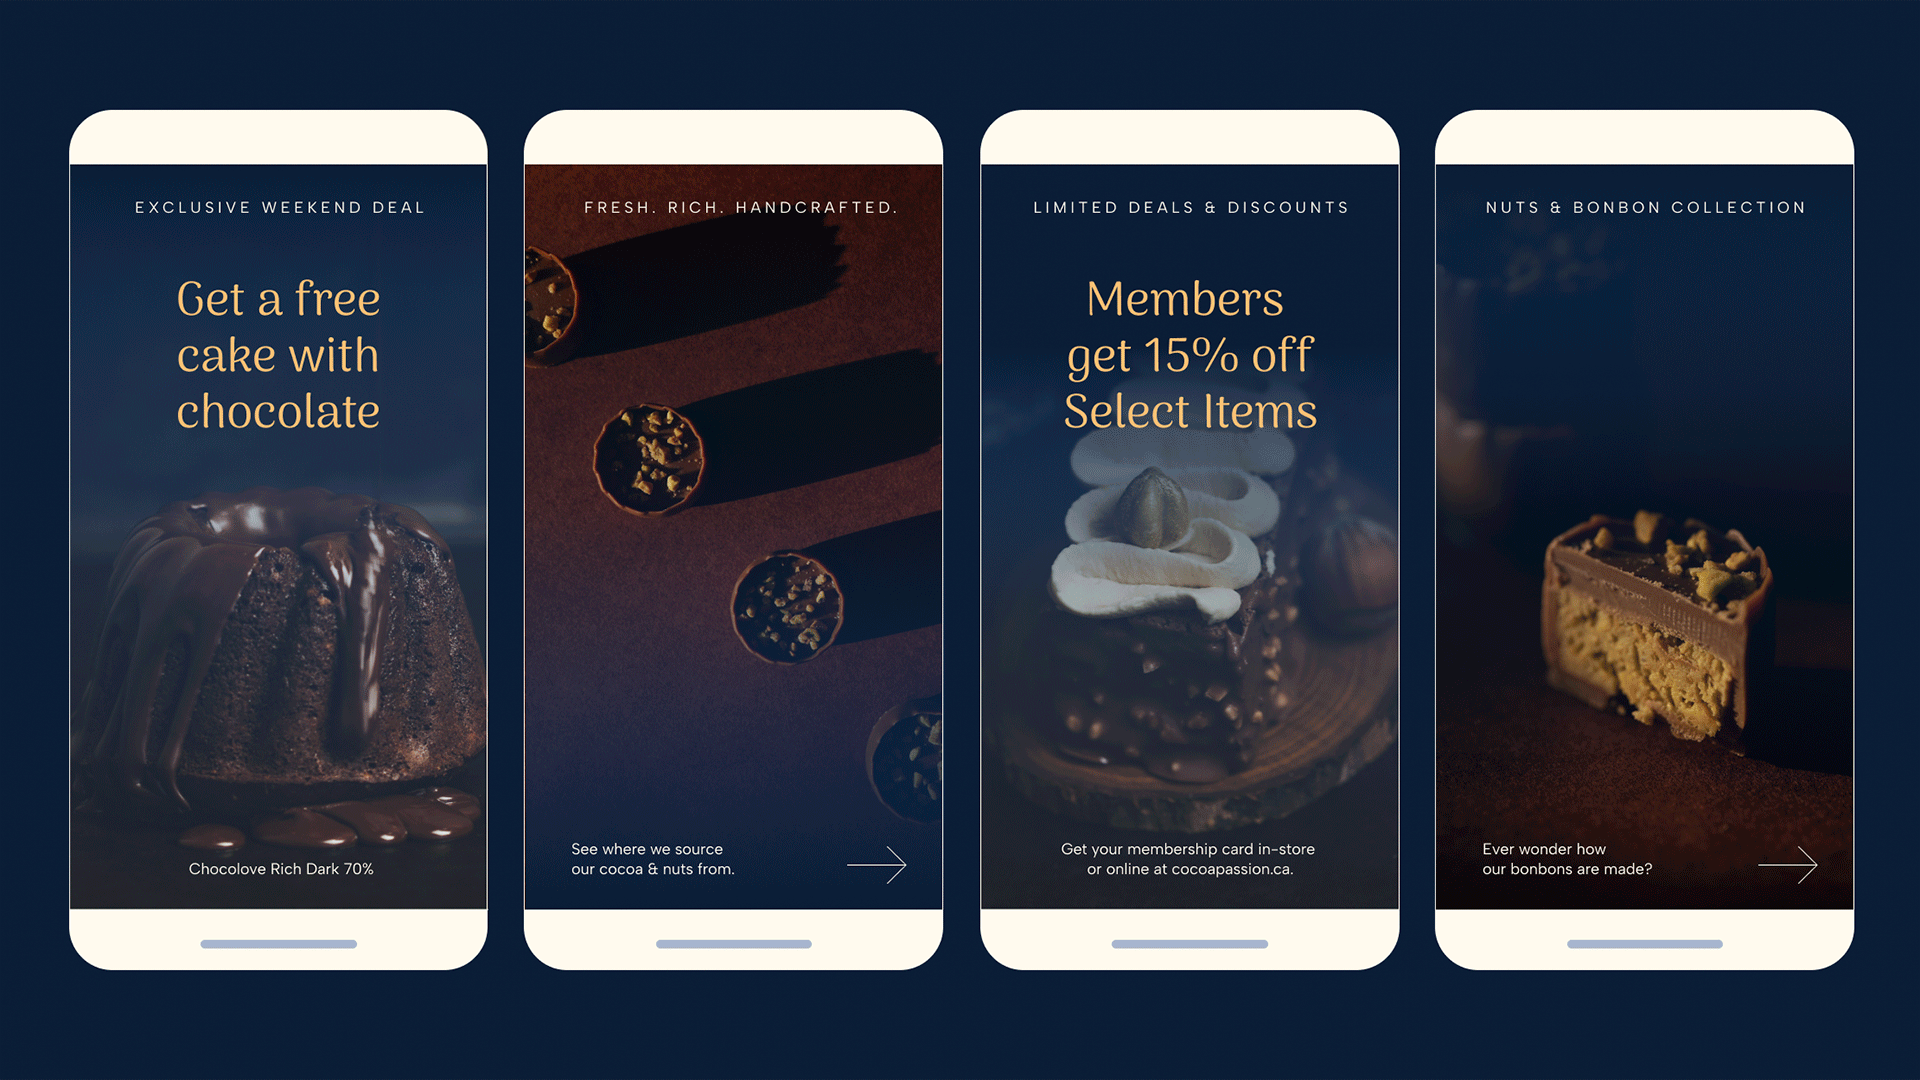 EXCLUSIVE WEEKEND DEAL
Get a free
cake with
chocolate
Chocolove Rich Dark 70%
FRESH. RICH. HANDCRAFTED.
See where we source
our cocoa & nuts from.
LIMITED DEALS & DISCOUNTS
Members
get 15% off
Select Items
Get your membership card in-store
or online at cocoapassion.ca.
NUTS & BONBON COLLECTION
Ever wonder how
our bonbons are made?